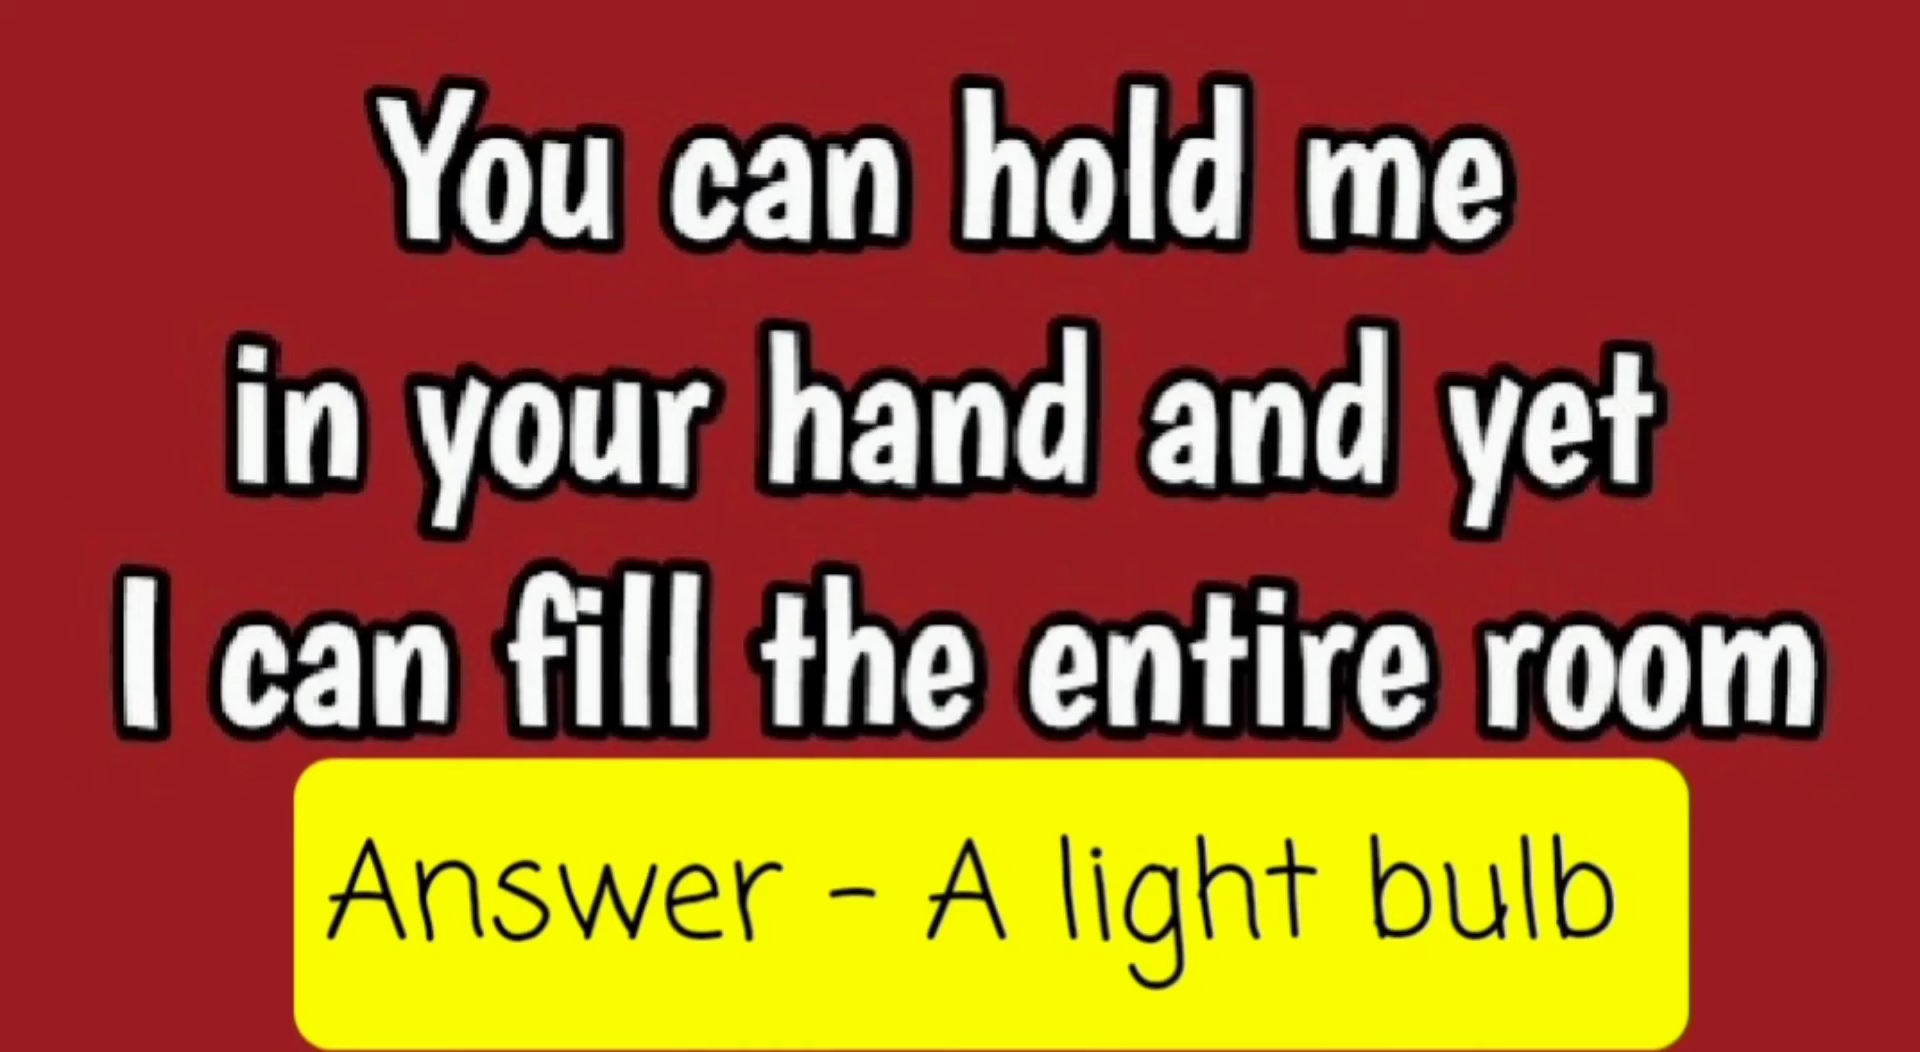 You can hold me
in your hand and yet
I can fill the entire room
Answer - A light bulb